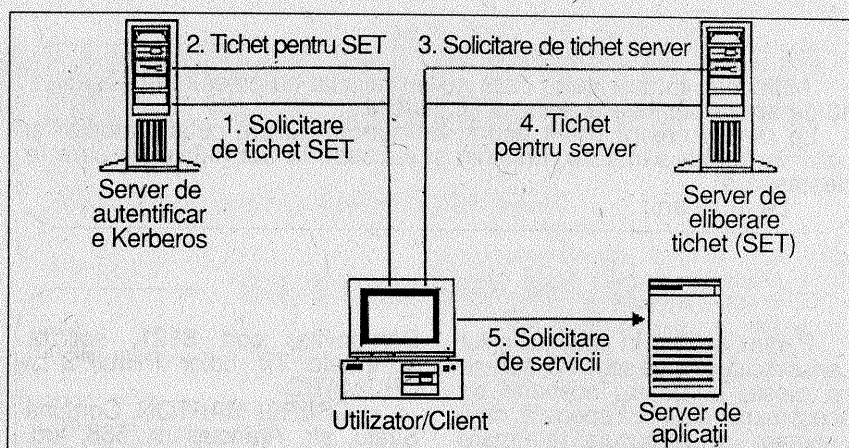 2. Tichet pentru SET
3. Solicitare de tichet server
1. Solicitare
de tichet SET
4. Tichet
pentru server
Server de
autentificar
e Kerberos
Server de
eliberare
tichet (SET)
5. Solicitare
de servicii
Utilizator/Client
Server de
aplicaţii